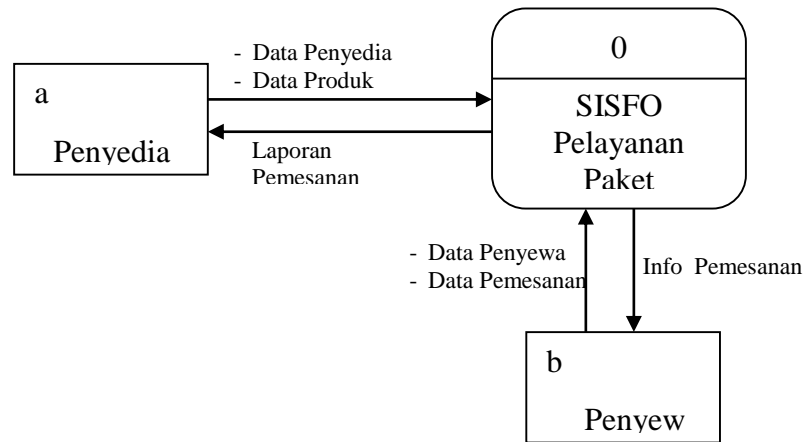 - Data Penyedia
- Data Produk
0
a
Penyedia
SISFO
Pelayanan
Paket
Laporan
Pemesanan
- Data Penyewa
- Data Pemesanan
Info Pemesanan
b
Penyew